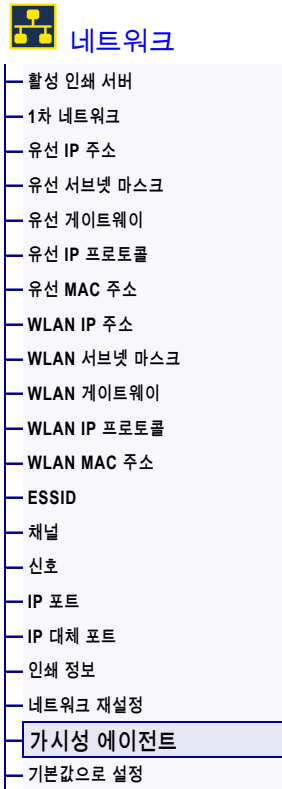 네트워크
활성 인쇄 서버
1차 네트워크
유선 IP 주소
유선 서브넷 마스크
유선 게이트웨이
유선 IP 프로토콜
유선 MAC 주소
WLAN IP 주소
WLAN 서브넷 마스크
WLAN 게이트웨이
WLAN IP 프로토콜
WLAN MAC 주소
ESSID
채널
신호
IP 포트
IP 대체 포트
인쇄 정보
네트워크 재설정
가시성 에이전트
기본값으로 설정